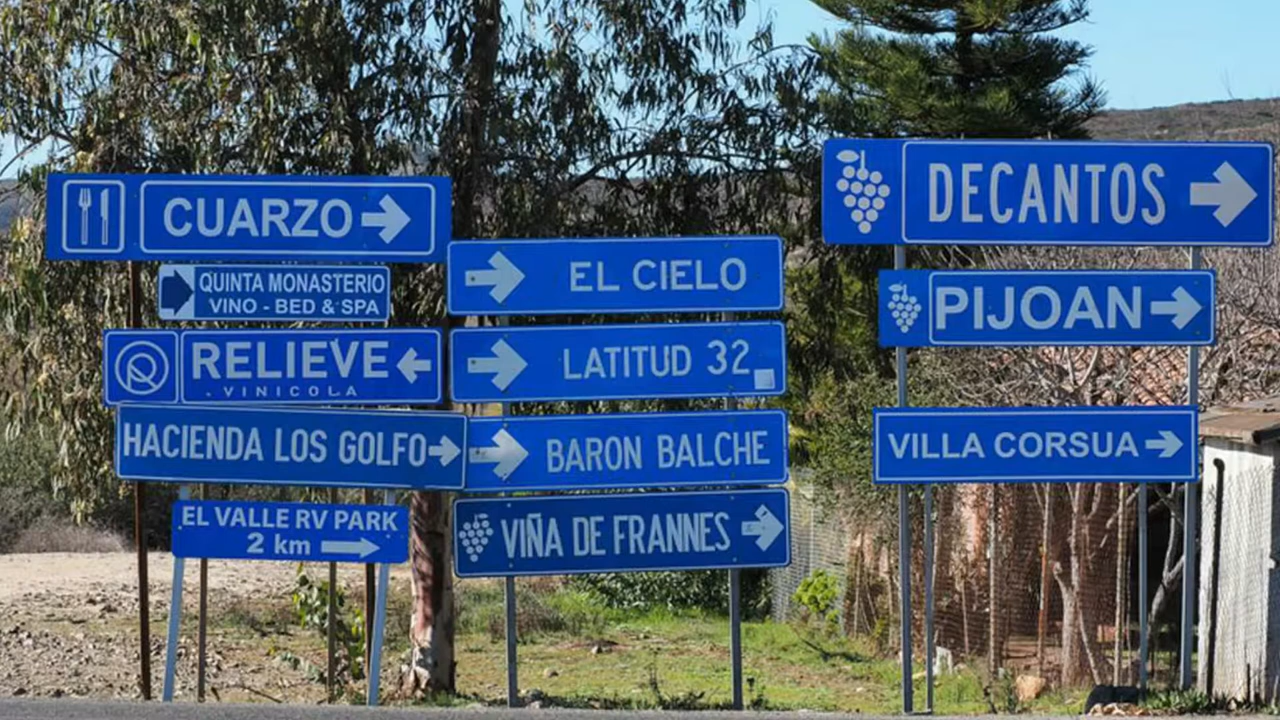 CUARZO
QUINTA MONASTERIO
VINO - BED & SPA
RELIEVE
VINICOLA
HACIENDA LOS GOLFO
EL VALLE RV PARK
2 km
EL CIELO
LATITUD 32
BARON BALCHE
VIÑA DE FRANNES
DECANTOS
PIJOAN
VILLA CORSUA